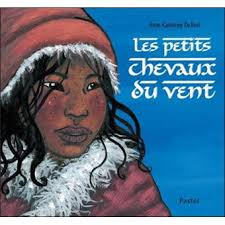 Anne-Catherine De Boel
Les petits
chevaux
du vent
Pastel